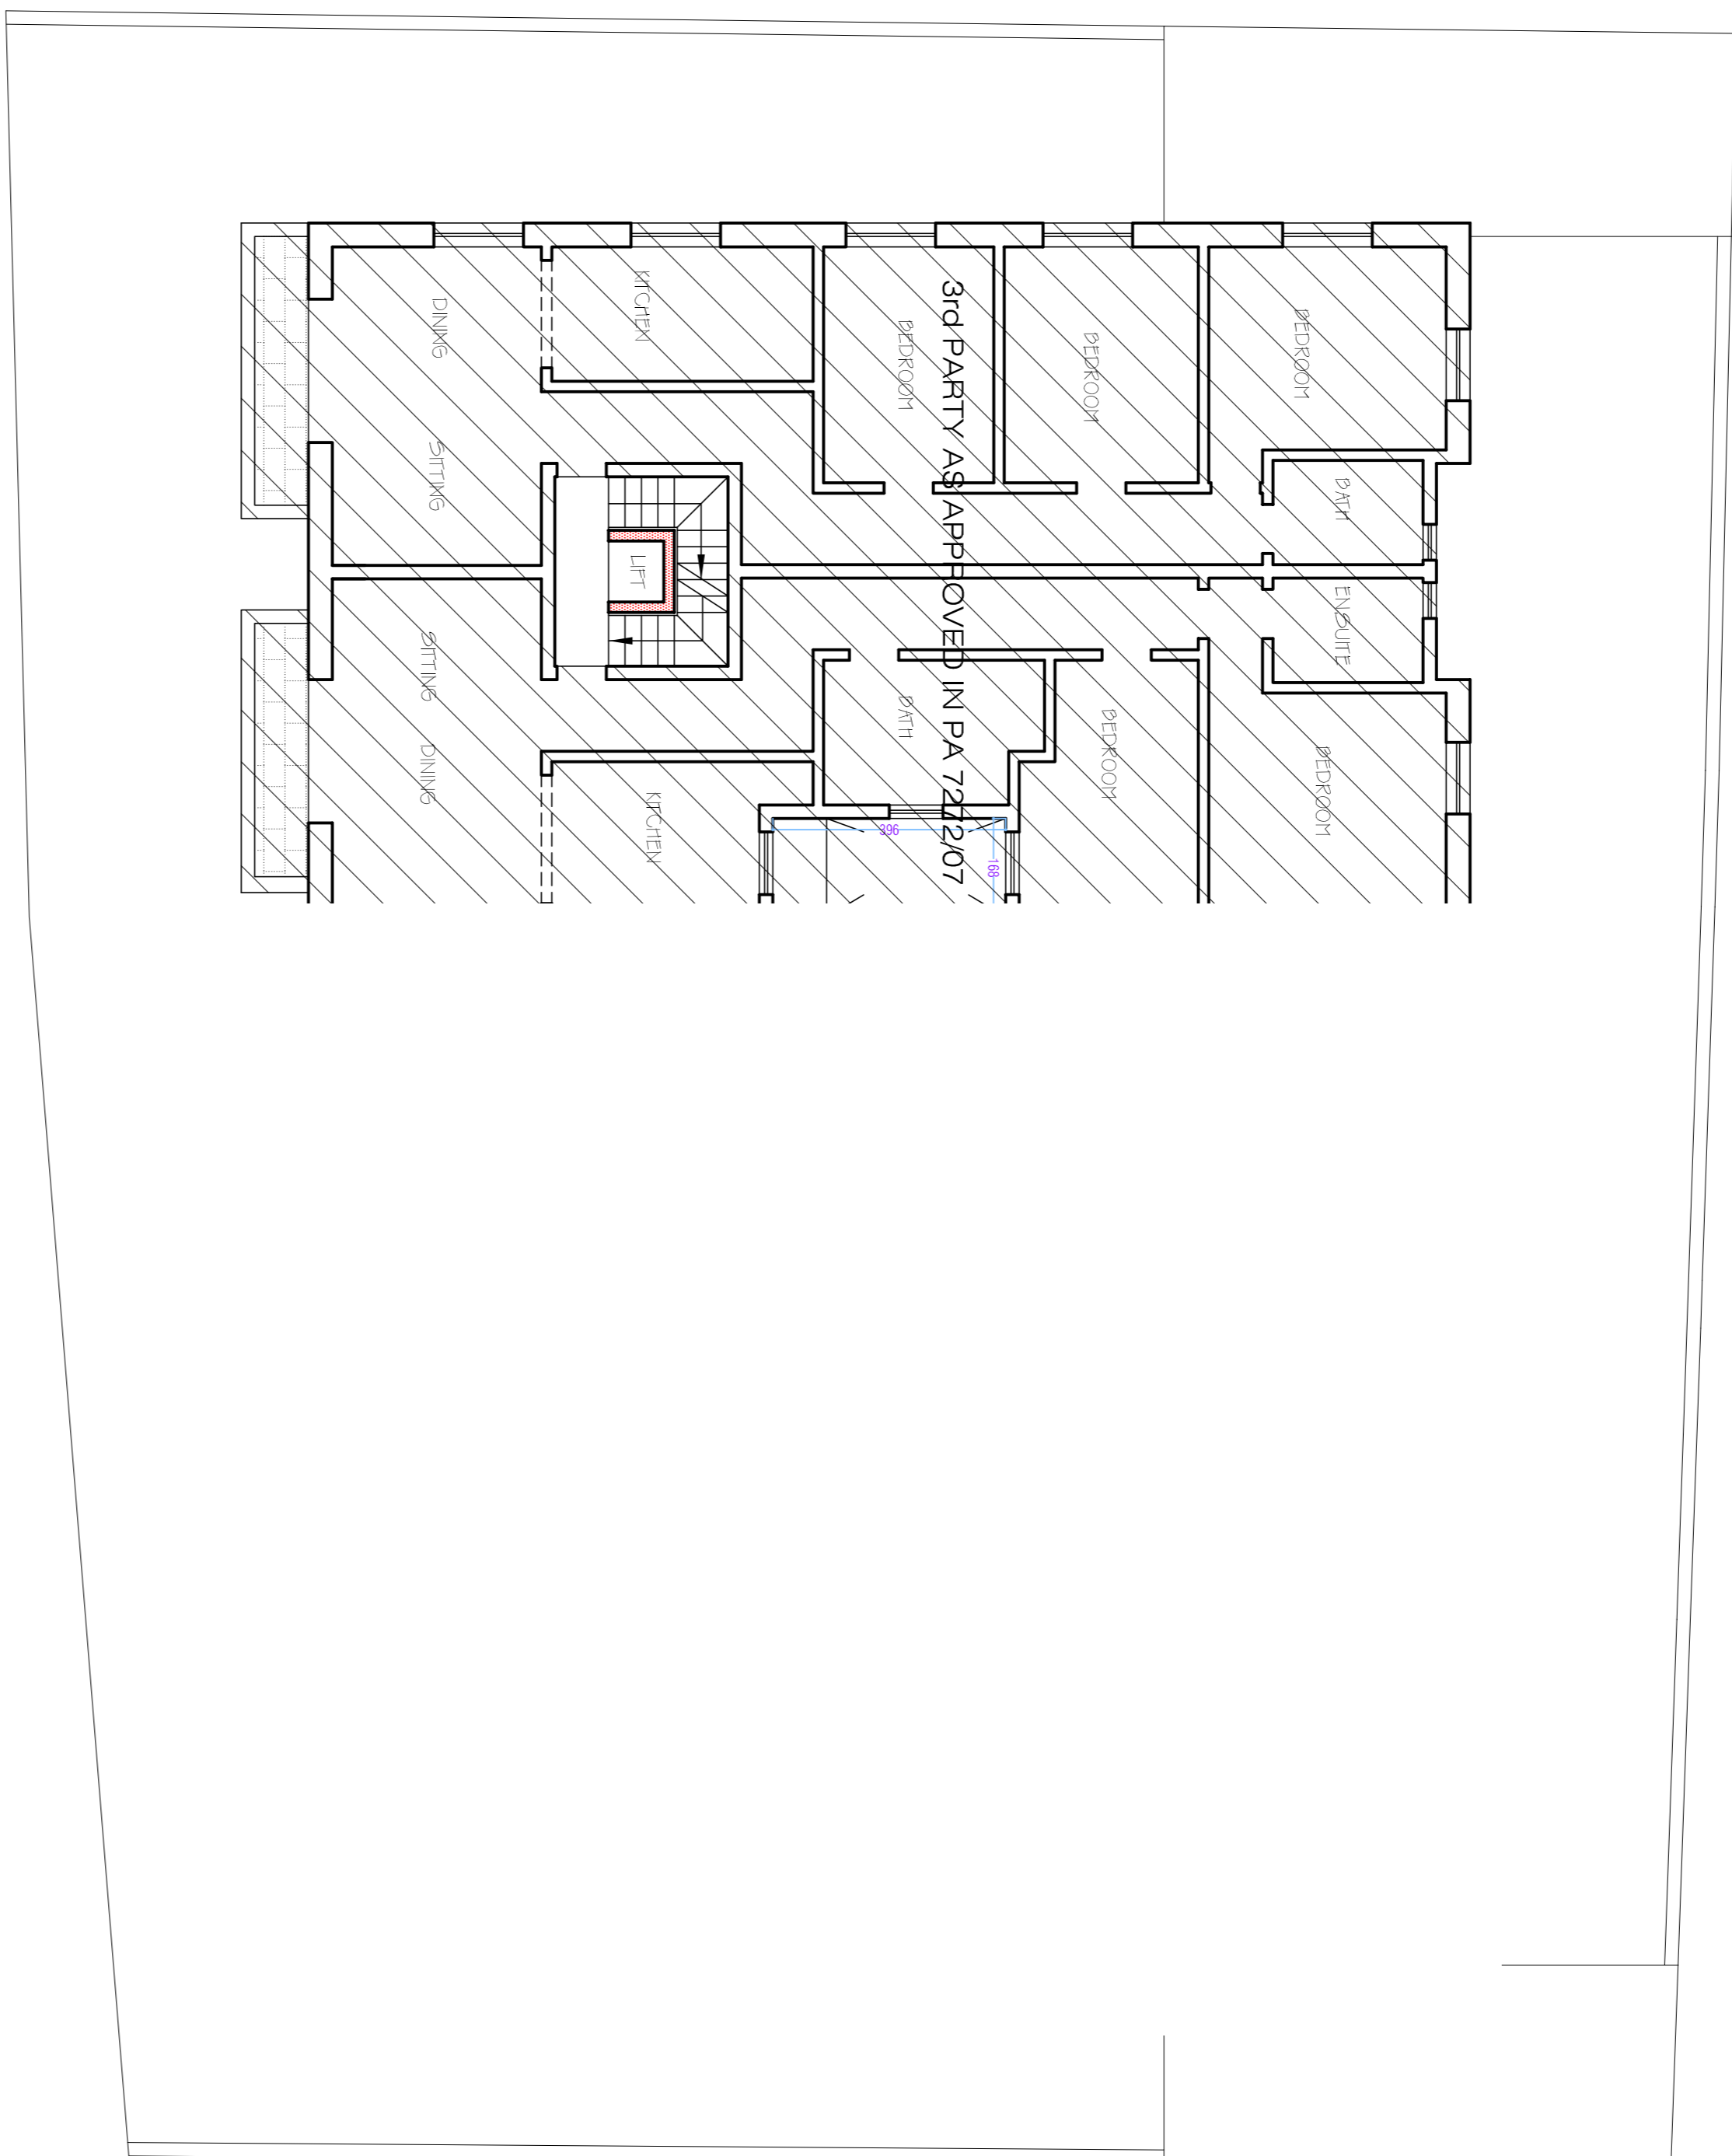 DINING
KITCHEN
BEDROOM
3rd PARTY AS APPROVED IN PA 7272/07
BEDROOM
BEDROOM
SITTING
BATH
LIFT
SITTING
ENSUITE
DINING
KITCHEN
BATH
BEDROOM
BEDROOM
396
168